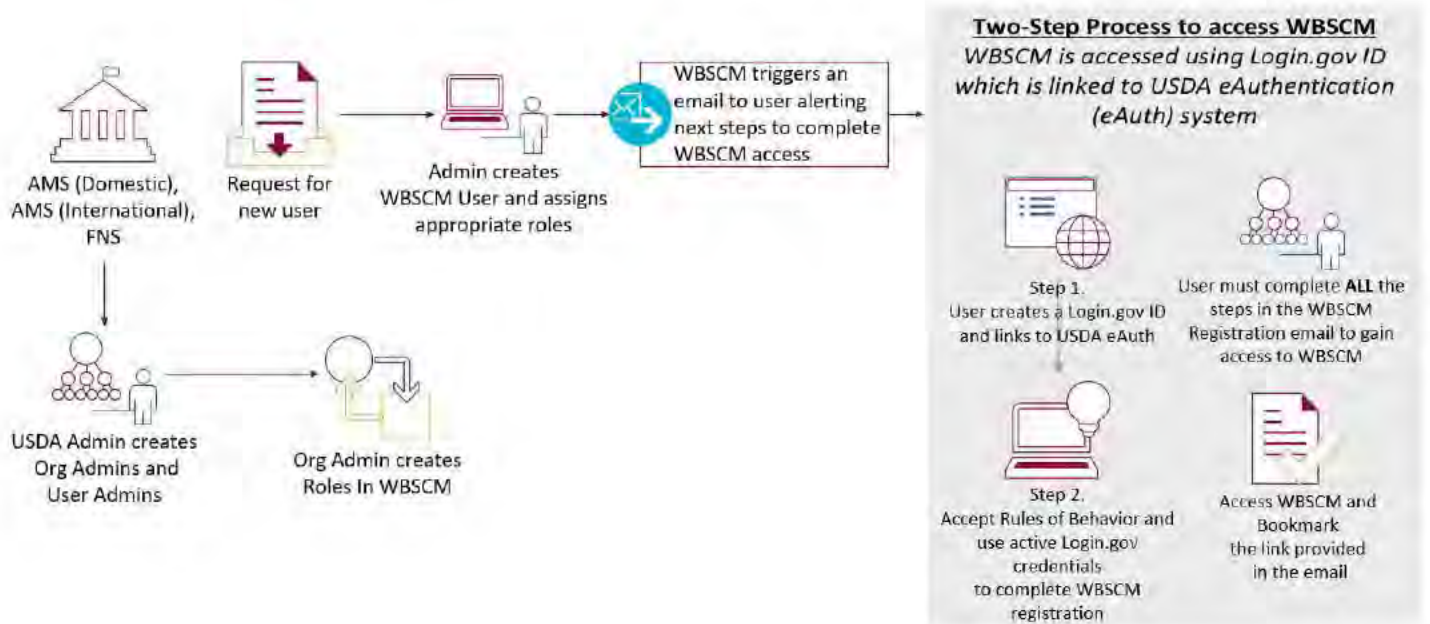 AMS (Domestic),
AMS (International),
FNS
Request for
new user
Admin creates
WBSCM User and assigns
appropriate roles
WBSCM triggers an
email to user alerting
next steps to complete
WBSCM access
USDA Admin creates
Org Admins and
User Admins
Org Admin creates
Roles In WBSCM
Two-Step Process to access WBSCM
WBSCM is accessed using Login.gov ID
which is linked to USDA eAuthentication
(eAuth) system
Step 1.
User creates a Login.gov ID
and links to USDA eAuth
User must complete ALL the
steps in the WBSCM
Registration email to gain
access to WBSCM
Step 2.
Accept Rules of Behavior and
use active Login.gov
credentials
to complete WBSCM
registration
Access WBSCM and
Bookmark
the link provided
in the email